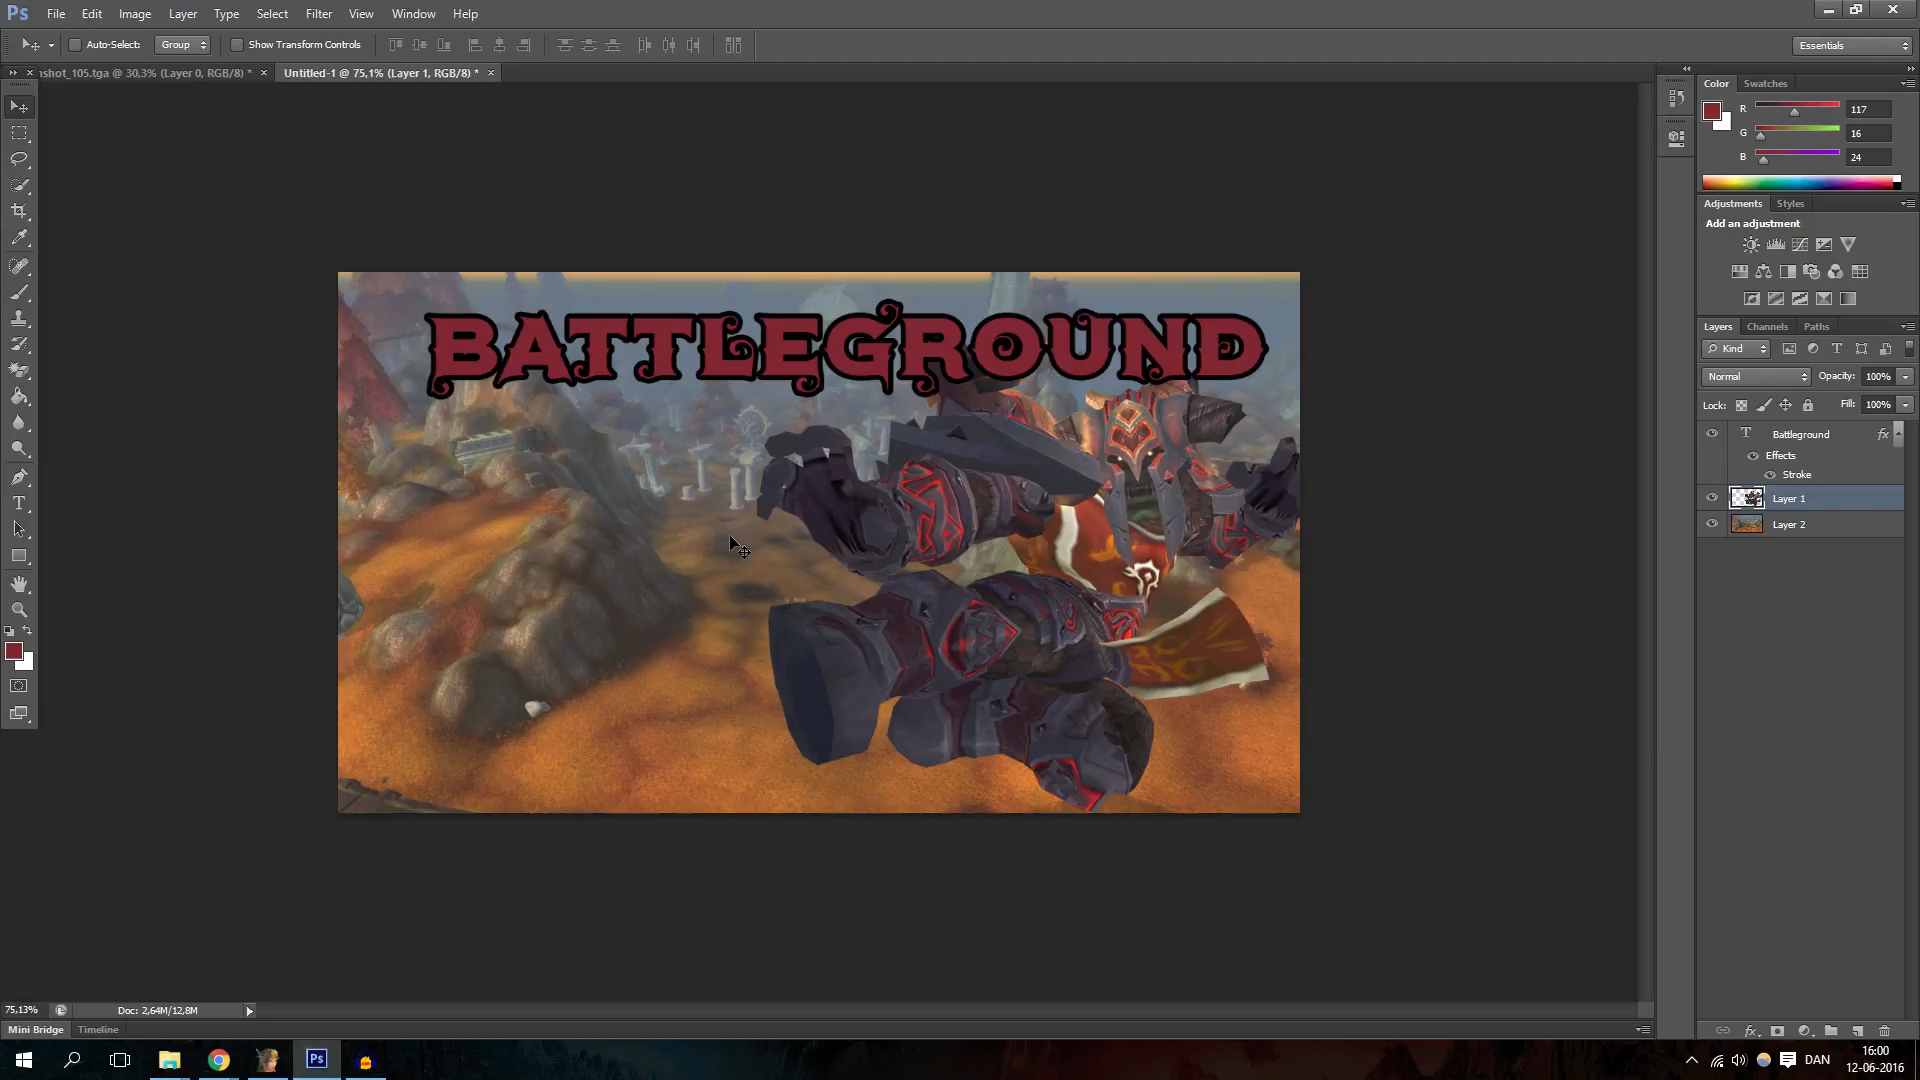 Ps File Edit Image Layer Type Select Filter View Window Help
Auto-Select: Group Show Transform Controls Essentials
shot_105.tga @ 30,3% (Layer 0, RGB/8) * Untitled-1 @ 75,1% (Layer 1, RGB/8) *
Color Swatches
R 117
G 16
B 24
Adjustments Styles
Add an adjustment
BATTLEGROUND
Layers Channels Paths
Kind
Normal Opacity: 100%
Lock: Fill: 100%
Battleground fx
Effects
Stroke
Layer 1
Layer 2
75,13% Doc: 2,64M/12,8M
Mini Bridge Timeline
Ps DAN 16:00
12-06-2016